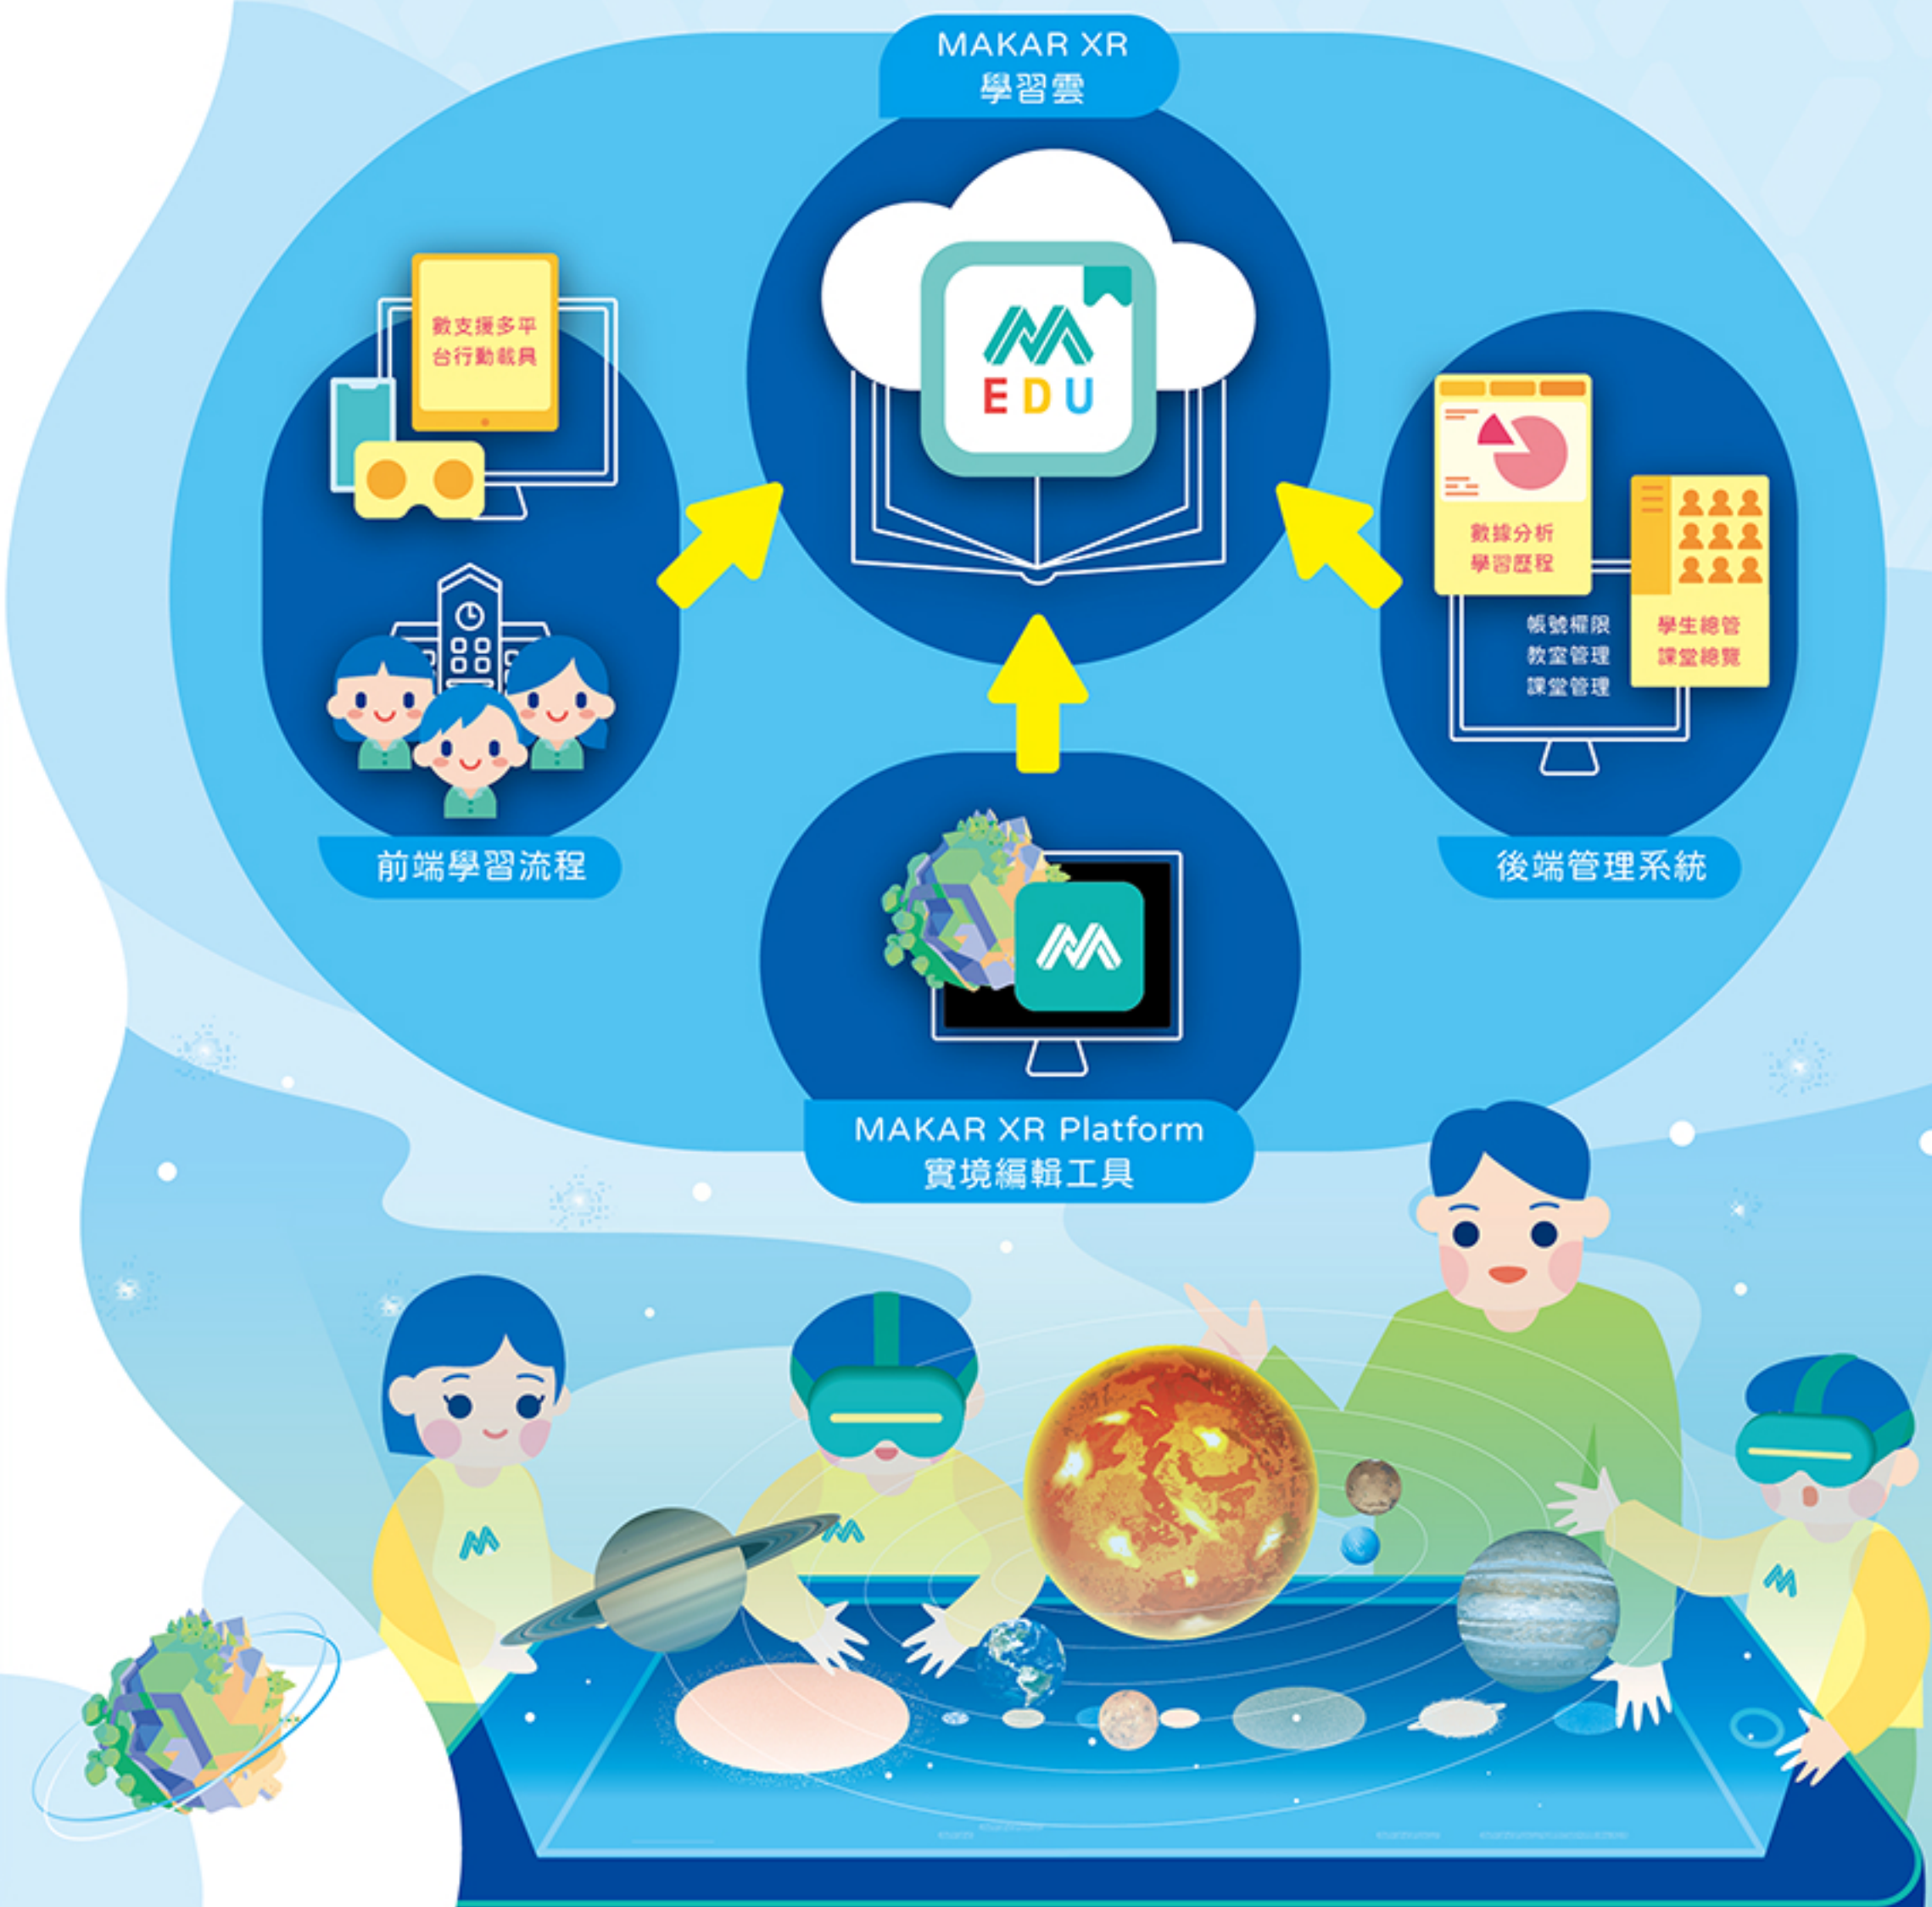 MAKAR XR
學習雲
數支援多平
台行動載具
EDU
數據分析
學習歷程
帳號權限
教室管理
課堂管理
學生總管
課堂總覽
前端學習流程
後端管理系統
MAKAR XR Platform
實境編輯工具